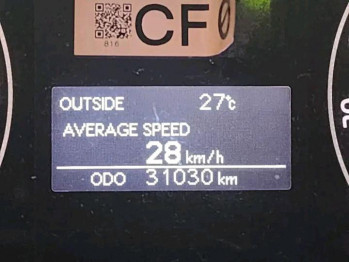 CF
816
OUTSIDE 27℃
AVERAGE SPEED
28 km/h
ODO 31030 km